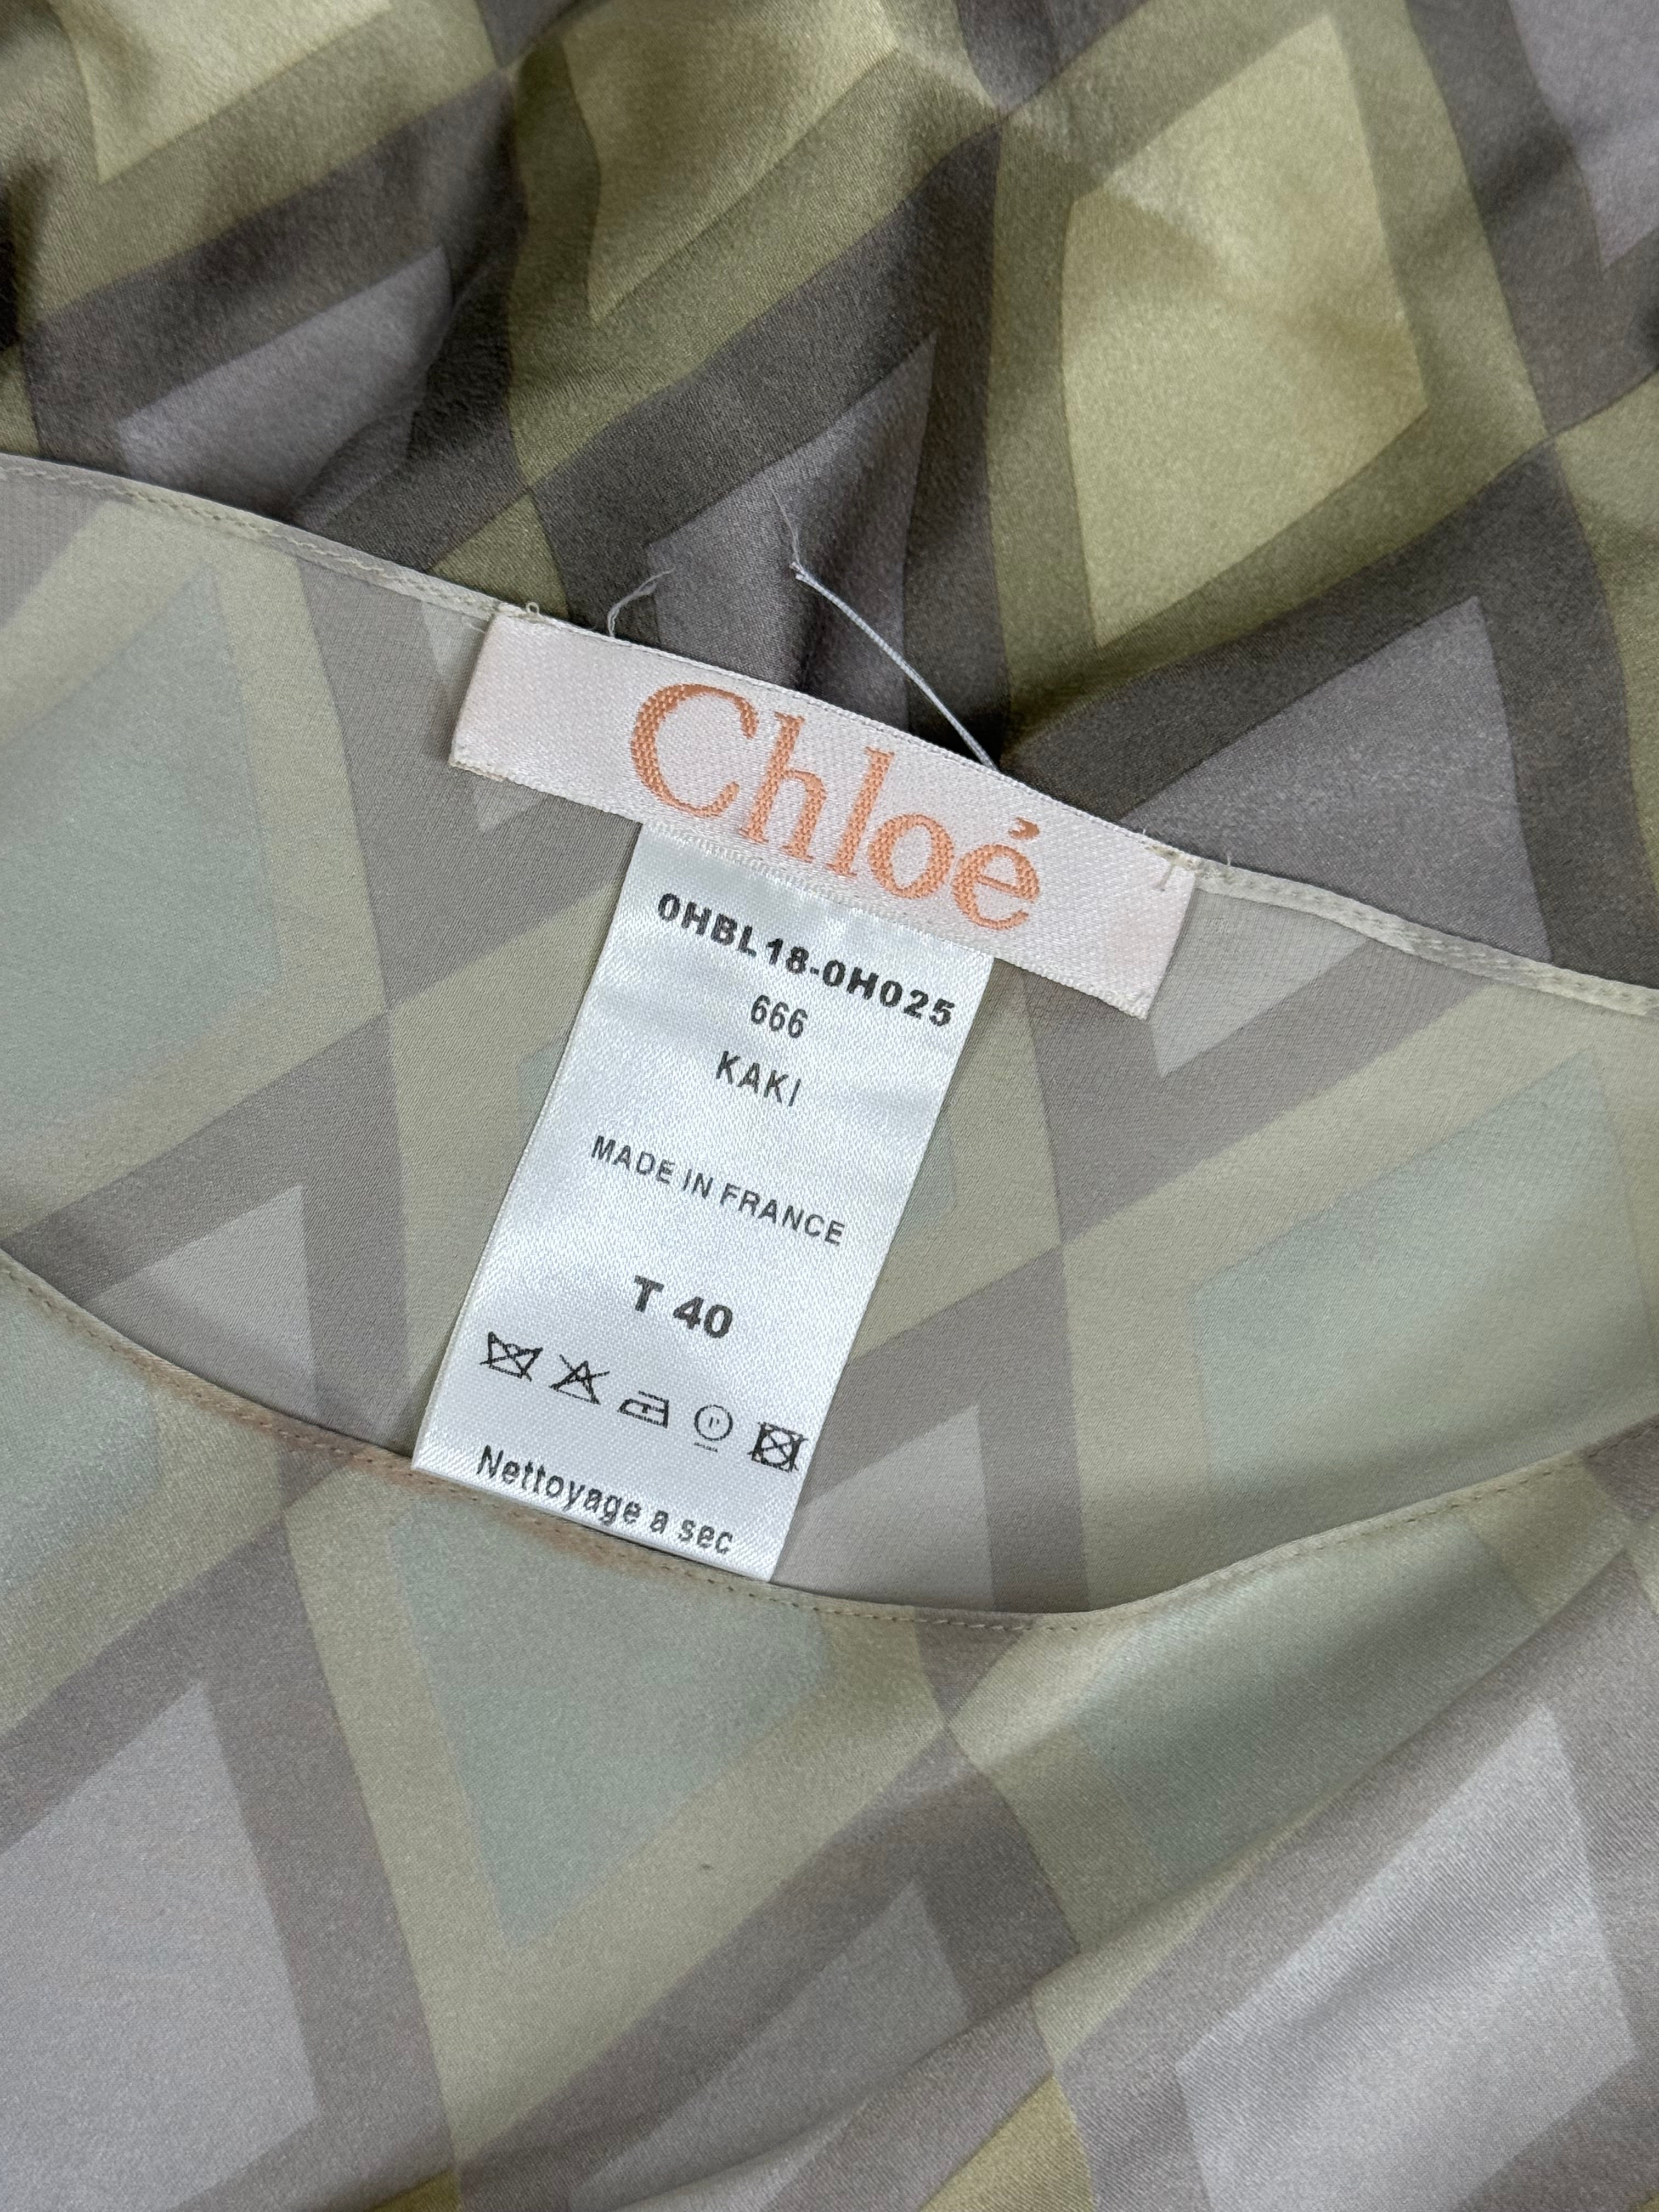 Chloé
0HBL18-0H025
666
KAKI
MADE IN FRANCE
T 40
P
Nettoyage a sec